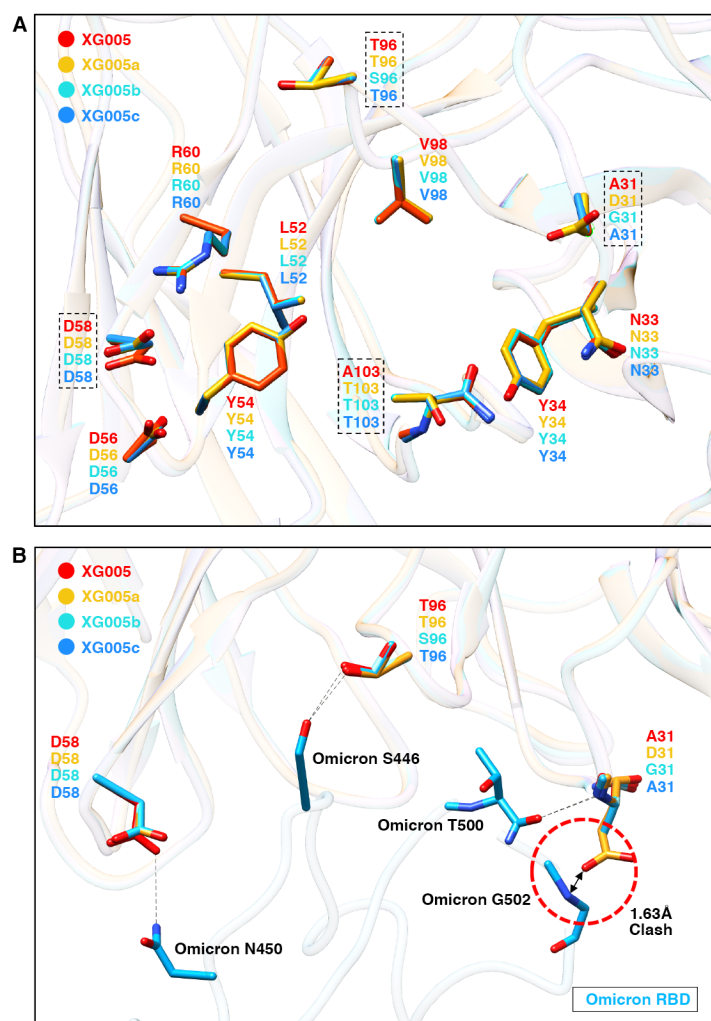 A
XG005
XG005a
XG005b
XG005c
T96
T96
S96
T96
R60
R60
R60
R60
V98
V98
V98
V98
A31
D31
G31
A31
L52
L52
L52
L52
D58
D58
D58
D58
N33
N33
N33
N33
A103
T103
T103
T103
Y54
Y54
Y54
Y54
Y34
Y34
Y34
Y34
D56
D56
D56
D56
B
XG005
XG005a
XG005b
XG005c
T96
T96
S96
T96
D58
D58
D58
D58
A31
D31
G31
A31
Omicron S446
Omicron T500
Omicron G502
1.63Å
Clash
Omicron N450
Omicron RBD